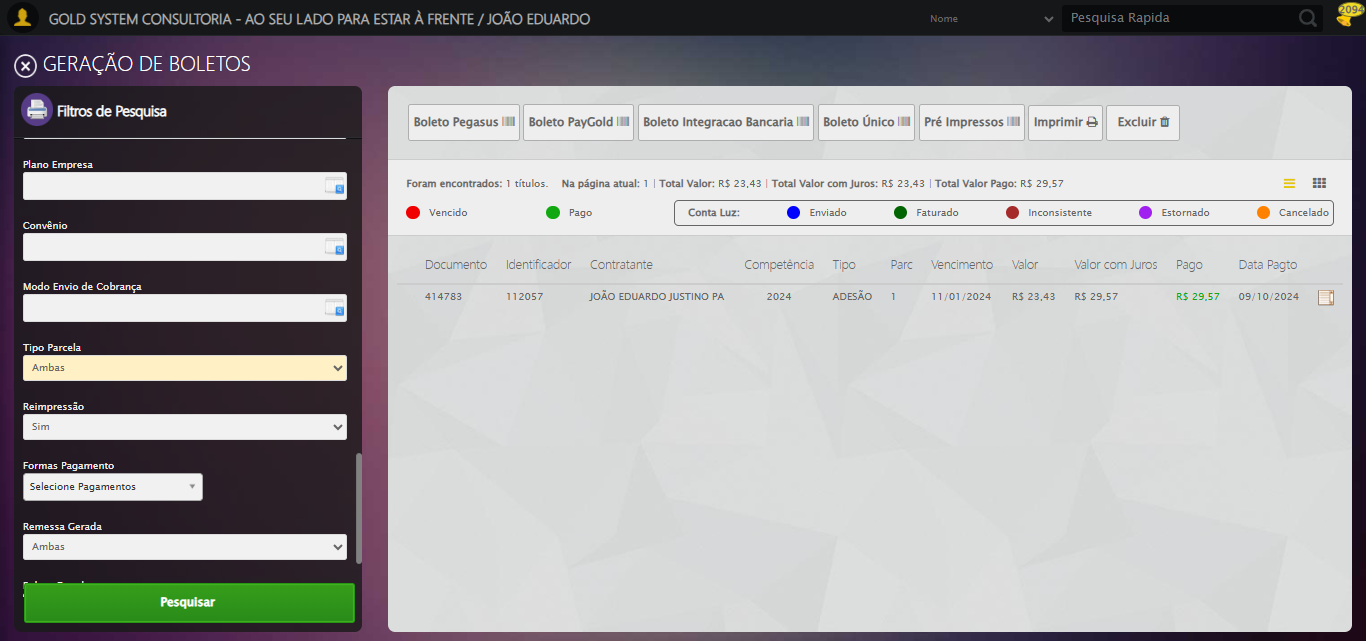 GOLD SYSTEM CONSULTORIA - AO SEU LADO PARA ESTAR À FRENTE / JOÃO EDUARDO
Nome
Pesquisa Rapida
2094
GERAÇÃO DE BOLETOS
Filtros de Pesquisa
Plano Empresa
Convênio
Modo Envio de Cobrança
Tipo Parcela
Ambas
Reimpressão
Sim
Formas Pagamento
Selecione Pagamentos
Remessa Gerada
Ambas
Pesquisar
Boleto Pegasus
Boleto PayGold
Boleto Integracao Bancaria
Boleto Único
Pré Impressos
Imprimir
Excluir
Foram encontrados: 1 títulos. Na página atual: 1 | Total Valor: R$ 23,43 | Total Valor com Juros: R$ 23,43 | Total Valor Pago: R$ 29,57
Vencido Pago Conta Luz: Enviado Faturado Inconsistente Estornado Cancelado
Documento Identificador Contratante Competência Tipo Parc Vencimento Valor Valor com Juros Pago Data Pagto
414783 112057 JOÃO EDUARDO JUSTINO PA 2024 ADESÃO 1 11/01/2024 R$ 23,43 R$ 29,57 R$ 29,57 09/10/2024